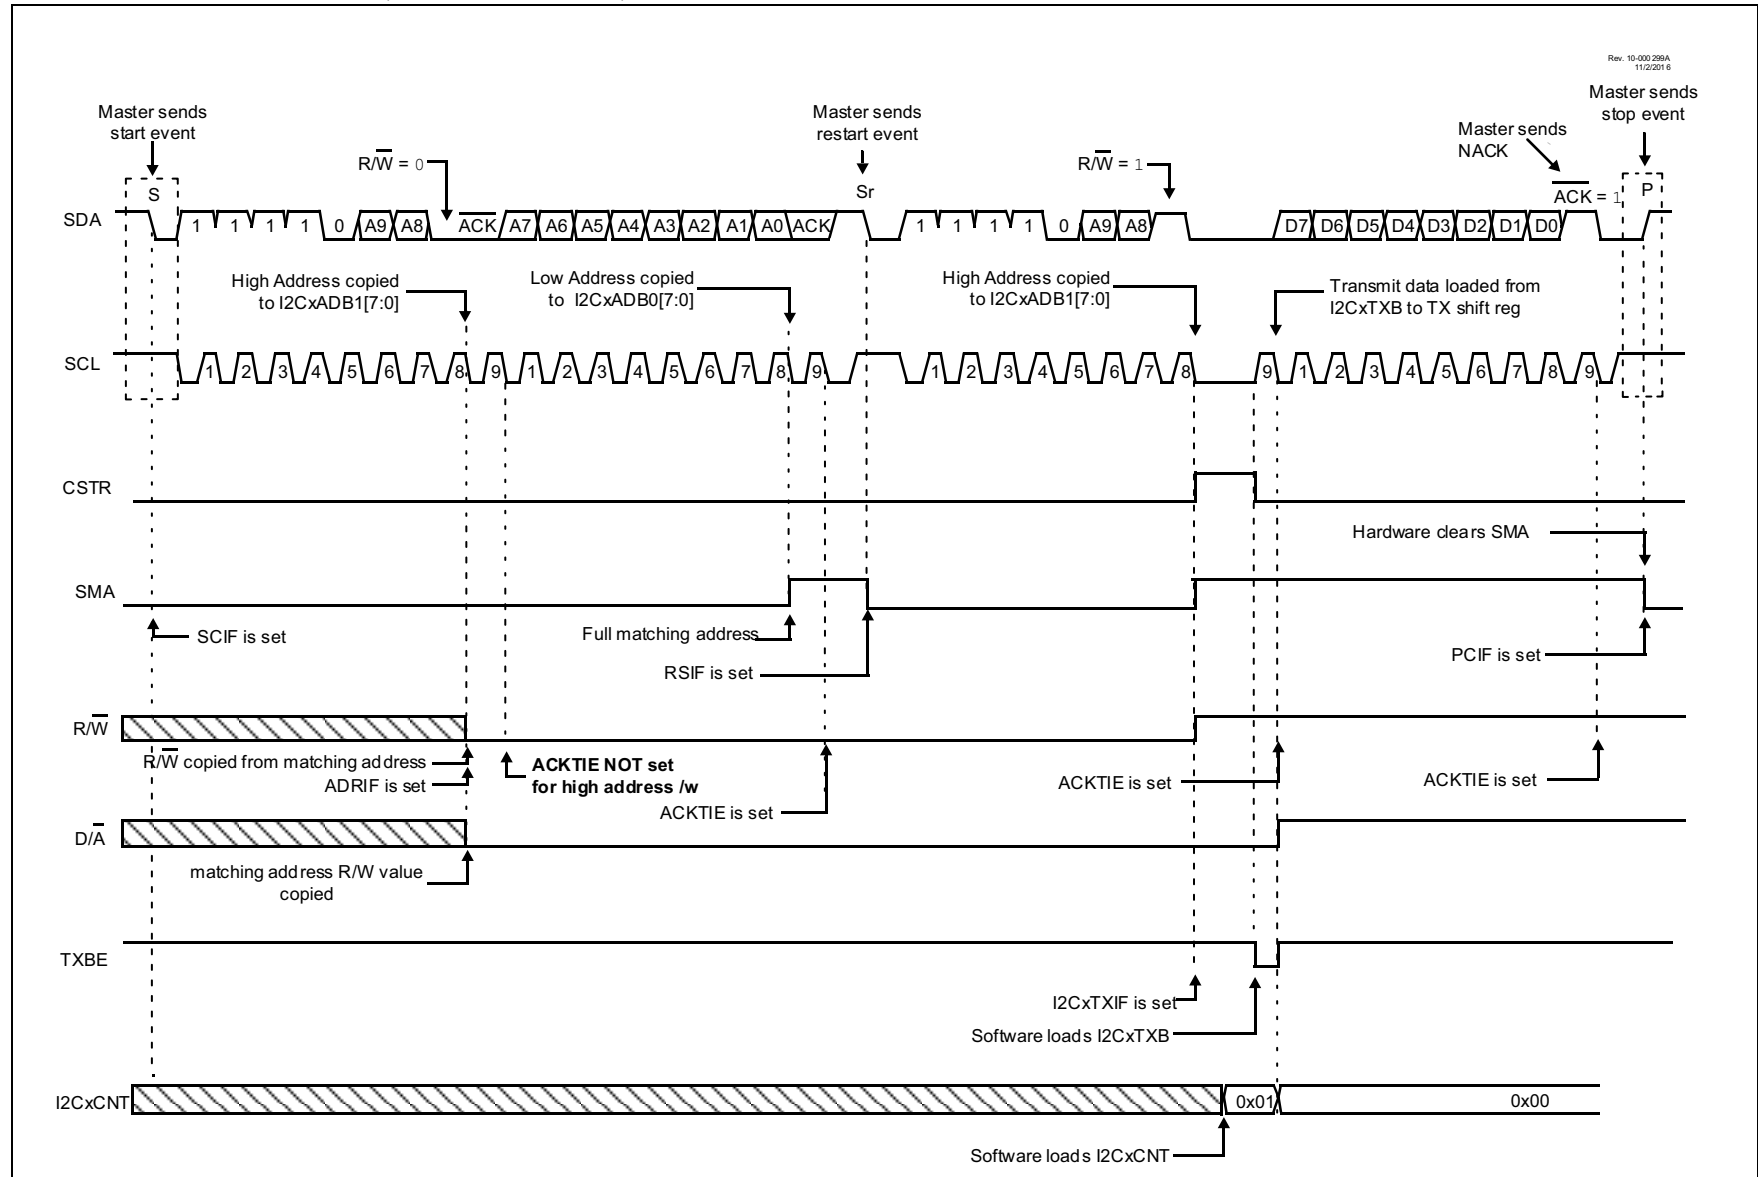 Rev. 10-000 299A
11/2/201 6
Master sends
start event
Master sends
restart event
Master sends
stop event
Master sends
NACK
R/W = 0
R/W = 1
ACK = 1
S
Sr
P
SDA
1 1 1 1 0 A9 A8 ACK A7 A6 A5 A4 A3 A2 A1 A0 ACK 1 1 1 1 0 A9 A8 D7 D6 D5 D4 D3 D2 D1 D0
High Address copied
to I2CxADB1[7:0]
Low Address copied
to I2CxADB0[7:0]
High Address copied
to I2CxADB1[7:0]
Transmit data loaded from
I2CxTXB to TX shift reg
SCL
1 2 3 4 5 6 7 8 9 1 2 3 4 5 6 7 8 9 1 2 3 4 5 6 7 8 9 1 2 3 4 5 6 7 8 9
CSTR
Hardware clears SMA
SMA
SCIF is set
Full matching address
RSIF is set
PCIF is set
R/W
R/W copied from matching address
ADRIF is set
ACKTIE NOT set
for high address /w
ACKTIE is set
ACKTIE is set
ACKTIE is set
D/A
matching address R/W value
copied
TXBE
I2CxTXIF is set
Software loads I2CxTXB
I2CxCNT
0x01
0x00
Software loads I2CxCNT